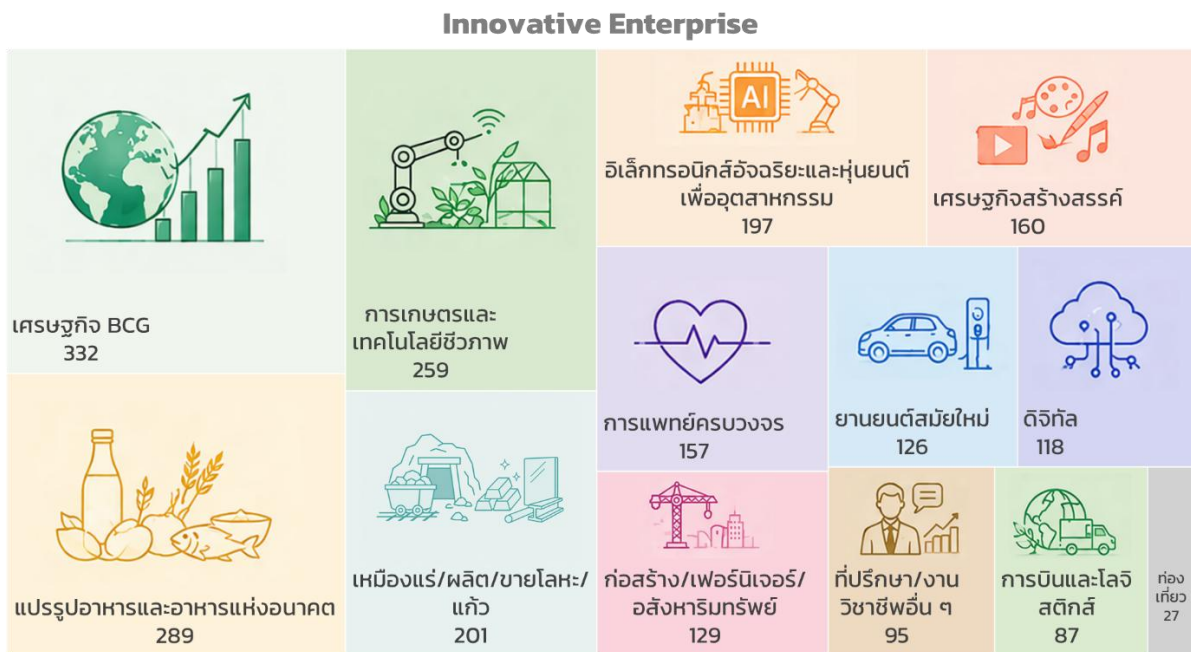 Innovative Enterprise
เศรษฐกิจ BCG
332
การเกษตรและ
เทคโนโลยีชีวภาพ
259
AI
อิเล็กทรอนิกส์อัจฉริยะและหุ่นยนต์
เพื่ออุตสาหกรรม
197
เศรษฐกิจสร้างสรรค์
160
การแพทย์ครบวงจร
157
ยานยนต์สมัยใหม่
126
ดิจิทัล
118
แปรรูปอาหารและอาหารแห่งอนาคต
289
เหมืองแร่/ผลิต/ขายโลหะ/
แก้ว
201
ก่อสร้าง/เฟอร์นิเจอร์/
อสังหาริมทรัพย์
129
ที่ปรึกษา/งาน
วิชาชีพอื่น ๆ
95
การบินและโลจิ
สติกส์
87
ท่อง
เที่ยว
27